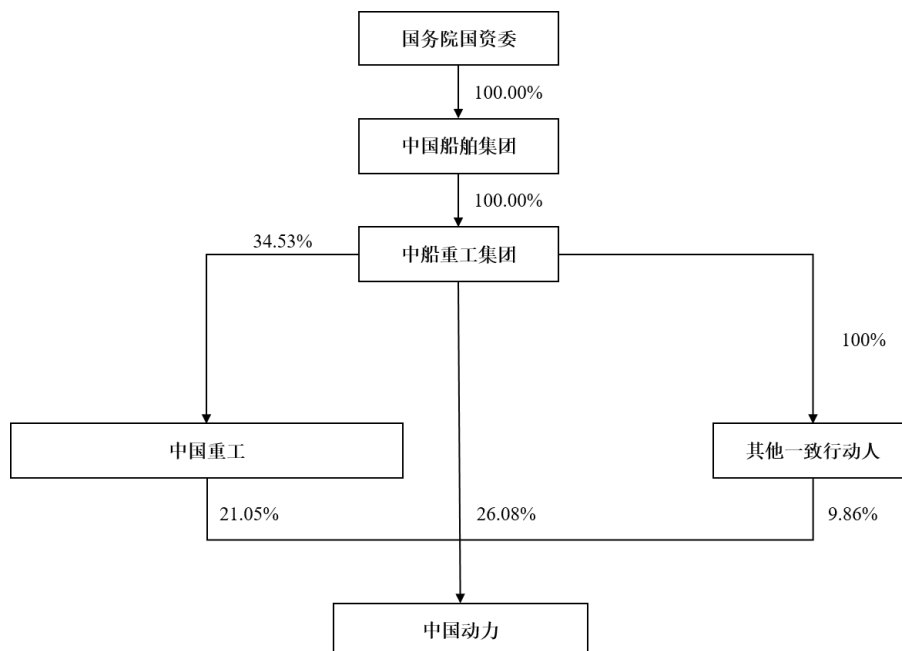 国务院国资委
100.00%
中国船舶集团
100.00%
34.53%
中船重工集团
100%
中国重工
其他一致行动人
21.05%
26.08%
9.86%
中国动力